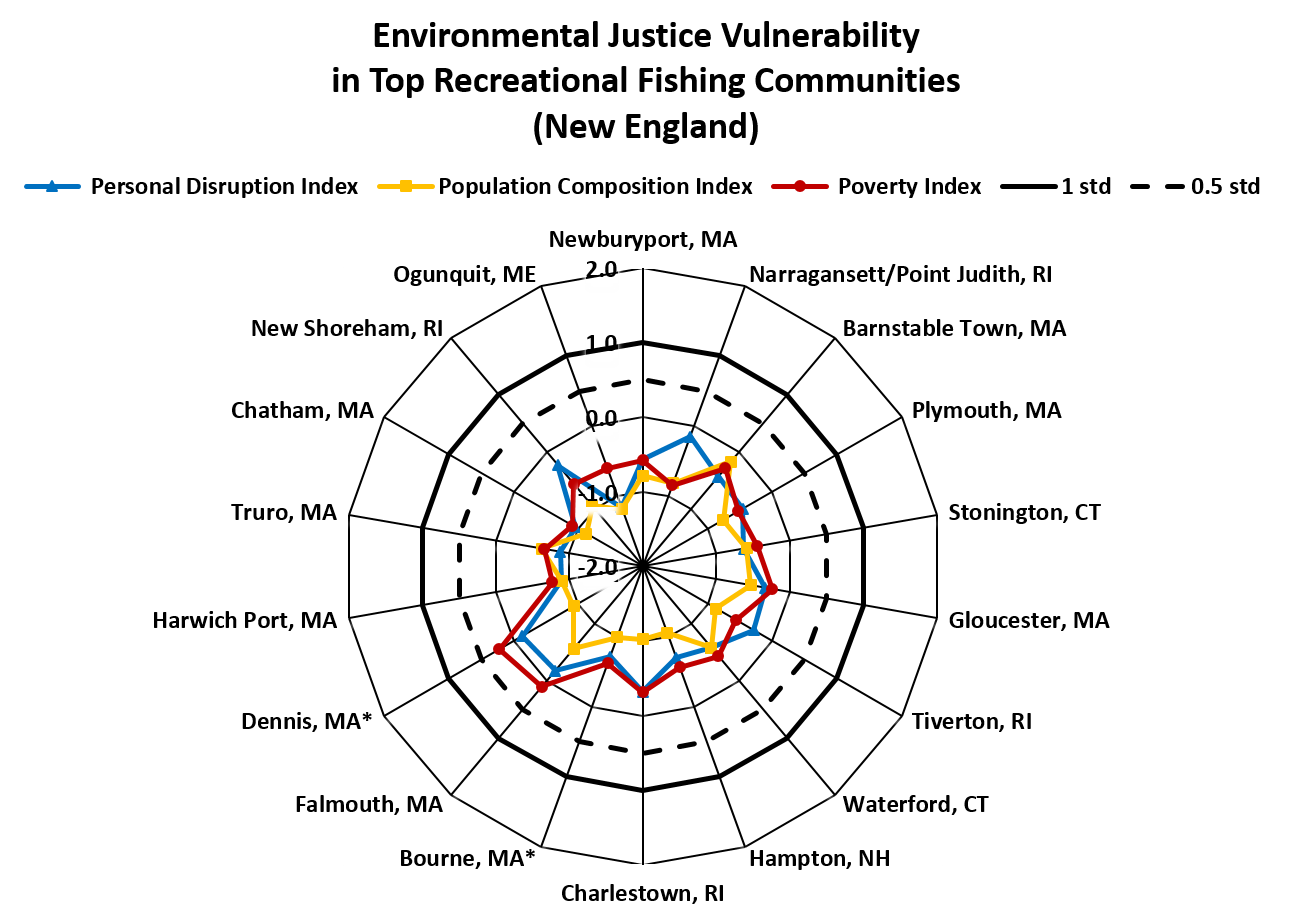 Environmental Justice Vulnerability
in Top Recreational Fishing Communities
(New England)
Personal Disruption Index Population Composition Index Poverty Index 1 std 0.5 std
Newburyport, MA
2.0
Ogunquit, ME
Narragansett/Point Judith, RI
New Shoreham, RI
Barnstable Town, MA
1.0
Chatham, MA
Plymouth, MA
0.0
-1.0
Truro, MA
Stonington, CT
-2.0
Harwich Port, MA
Gloucester, MA
Dennis, MA*
Tiverton, RI
Falmouth, MA
Waterford, CT
Bourne, MA*
Hampton, NH
Charlestown, RI